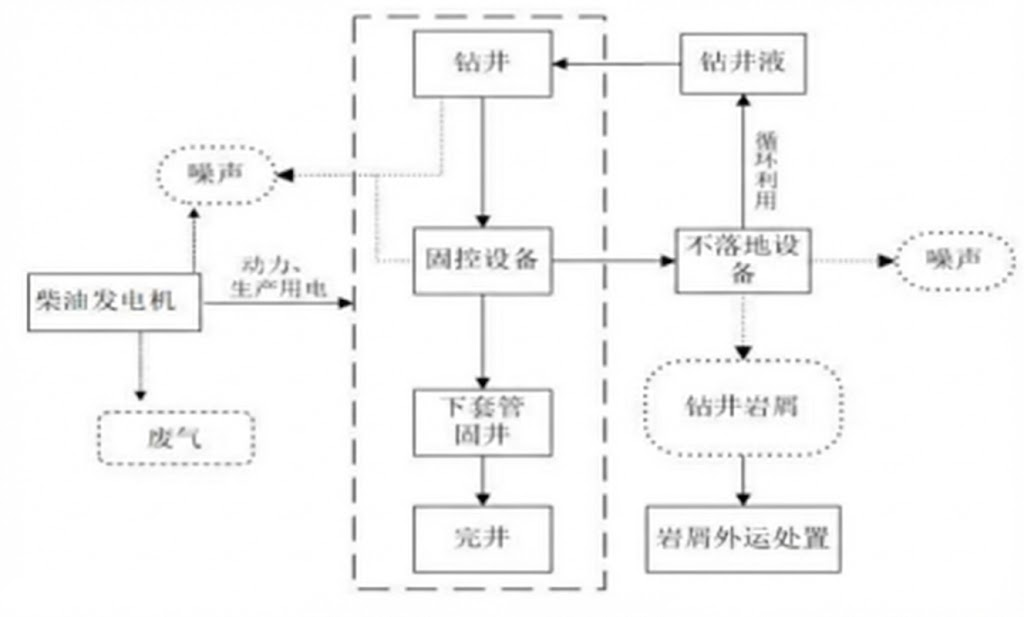 钻井
钻井液
循
环
利
用
噪声
固控设备
不落地设
备
噪声
动力、
生产用电
柴油发电机
下套管
固井
钻井岩屑
废气
完井
岩屑外运处置